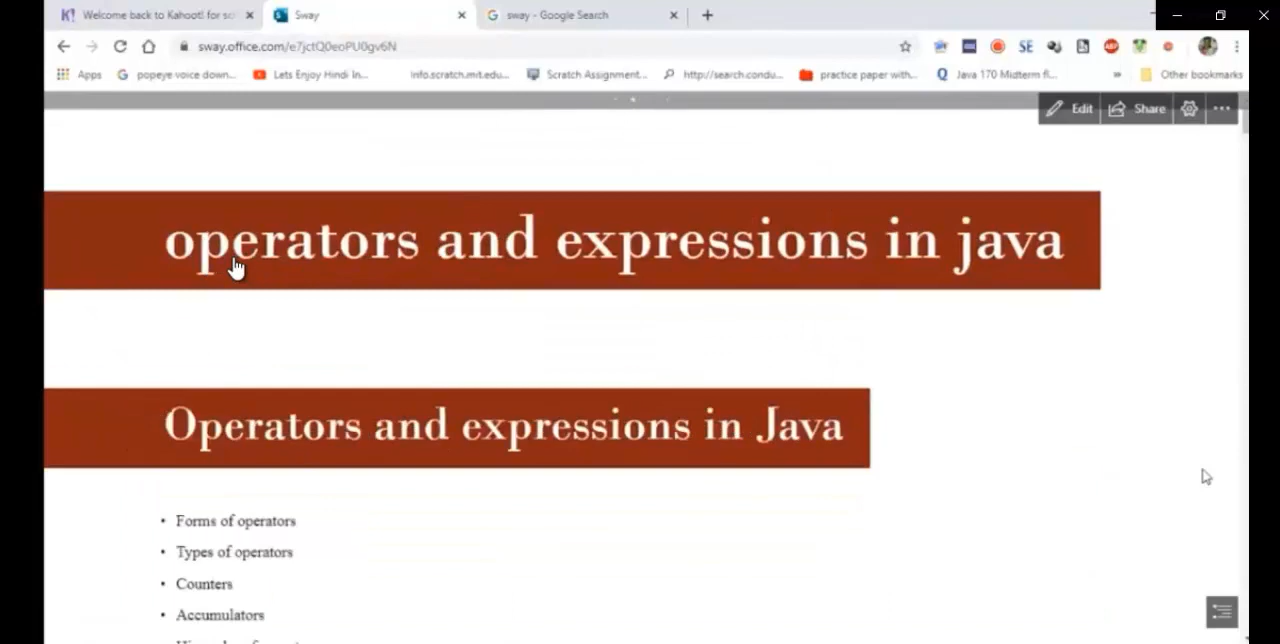 Welcome back to Kahoot! for sc
Sway
sway - Google Search
sway.office.com/e7jctQ0eoPU0gv6N
SE
ABP
Apps
popeye voice down...
Lets Enjoy Hindi In...
info.scratch.mit.edu...
Scratch Assignment...
http://search.condu...
practice paper with...
Java 170 Midterm fl...
Other bookmarks
Edit
Share
operators and expressions in java
Operators and expressions in Java
• Forms of operators
• Types of operators
• Counters
• Accumulators